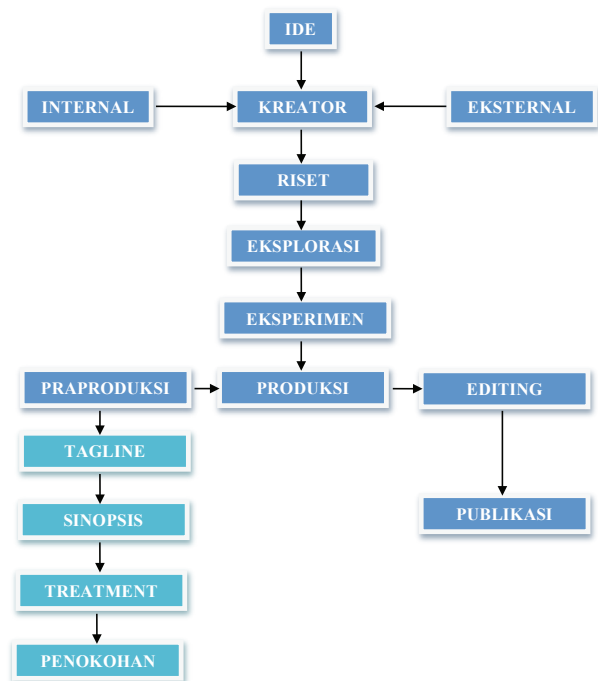 IDE
INTERNAL
KREATOR
EKSTERNAL
RISET
EKSPLORASI
EKSPERIMEN
PRAPRODUKSI
PRODUKSI
EDITING
TAGLINE
SINOPSIS
PUBLIKASI
TREATMENT
PENOKOHAN